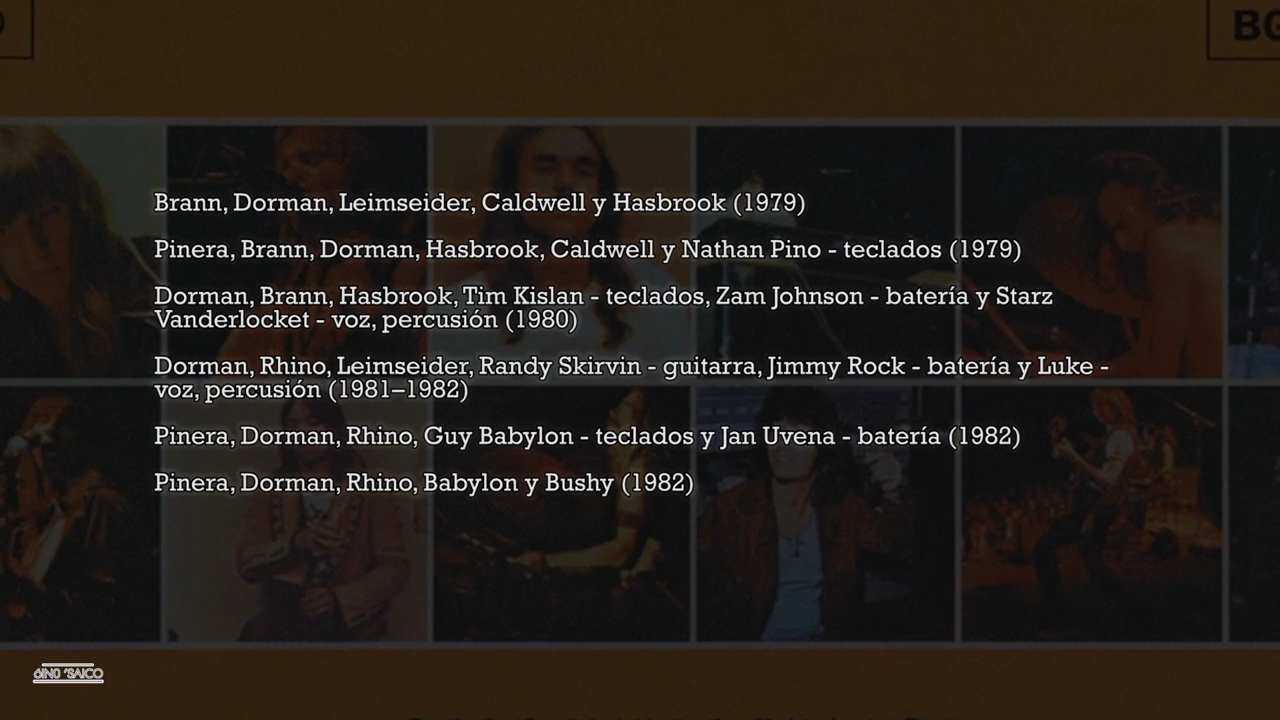 BO
Brann, Dorman, Leimseider, Caldwell y Hasbrook (1979)
Pinera, Brann, Dorman, Hasbrook, Caldwell y Nathan Pino - teclados (1979)
Dorman, Brann, Hasbrook, Tim Kislan - teclados, Zam Johnson - batería y Starz
Vanderlocket - voz, percusión (1980)
Dorman, Rhino, Leimseider, Randy Skirvin - guitarra, Jimmy Rock - batería y Luke -
voz, percusión (1981–1982)
Pinera, Dorman, Rhino, Guy Babylon - teclados y Jan Uvena - batería (1982)
Pinera, Dorman, Rhino, Babylon y Bushy (1982)
GINO 'SAICO